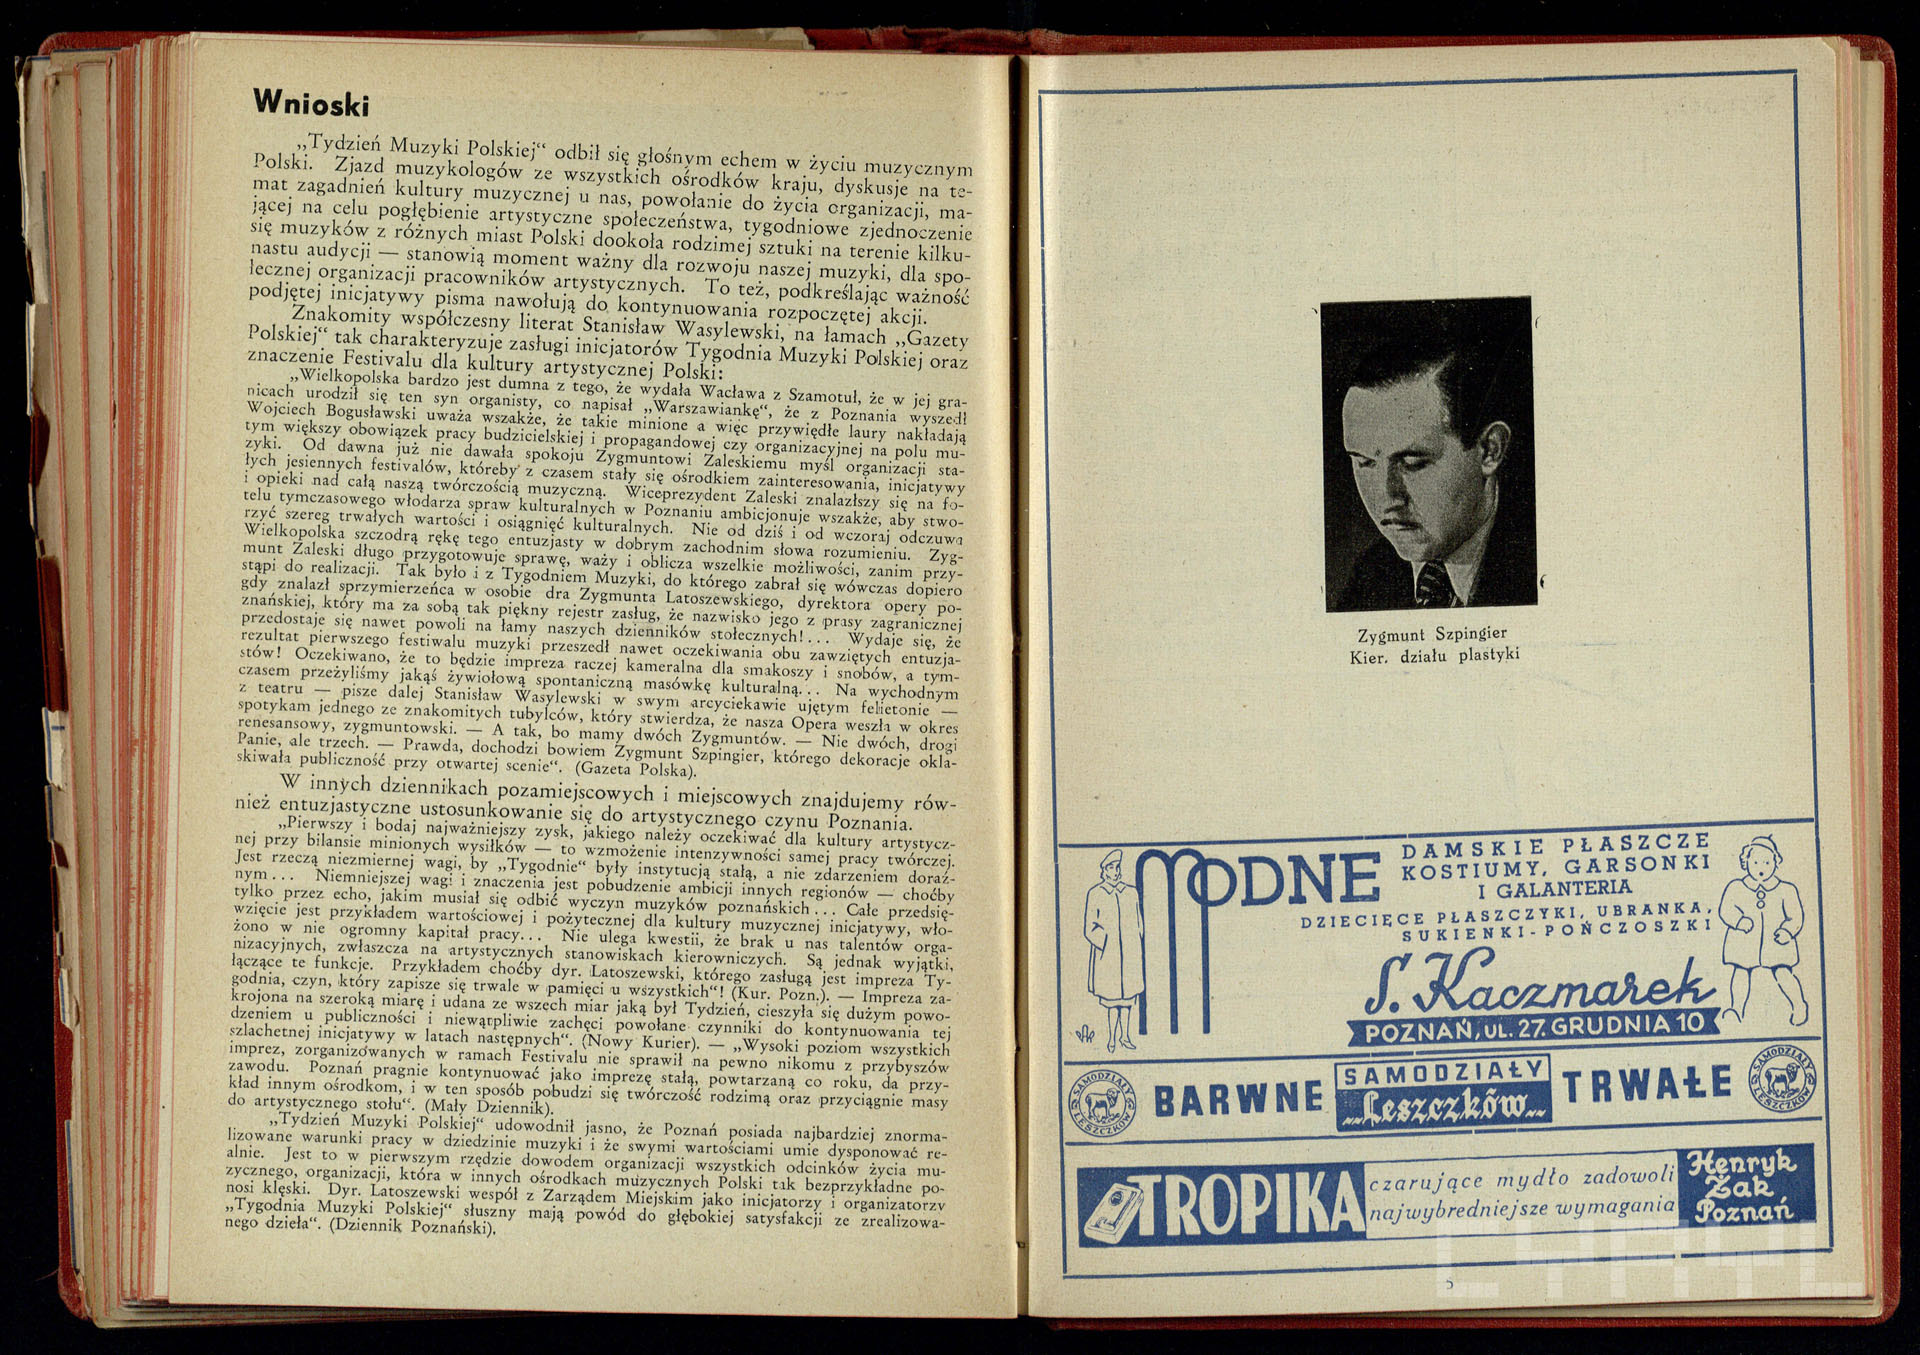 Wnioski
„Tydzień Muzyki Polskiej“ odbił się głośnym echem w życiu muzycznym
Polski. Zjazd muzykologów ze wszystkich ośrodków kraju, dyskusje na te-
mat zagadnień kultury muzycznej u nas, powołanie do życia organizacji, ma-
jącej na celu pogłębienie artystyczne społeczeństwa, tygodniowe zjednoczenie
się muzyków z różnych miast Polski dookoła rodzimej sztuki na terenie kilku-
nastu audycji — stanowią moment ważny dla rozwoju naszej muzyki, dla spo-
łecznej organizacji pracowników artystycznych. To też, podkreślając ważność
podjętej inicjatywy pisma nawołują do kontynuowania rozpoczętej akcji.
Znakomity współczesny literat Stanisław Wasylewski, na łamach „Gazety
Polskiej“ tak charakteryzuje zasługi inicjatorów Tygodnia Muzyki Polskiej oraz
znaczenie Festivalu dla kultury artystycznej Polski:
„Wielkopolska bardzo jest dumna z tego, że wydała Wacława z Szamotuł, że w jej gra-
nicach urodził się ten syn organisty, co napisał „Warszawiankę“, że z Poznania wyszedł
Wojciech Bogusławski uważa wszakże, że takie minione a więc przywiędłe laury nakładają
tym większy obowiązek pracy budzicielskiej i propagandowej czy organizacyjnej na polu mu-
zyki. Od dawna już nie dawała spokoju Zygmuntowi Zaleskiemu myśl organizacji sta-
łych jesiennych festivalów, któreby z czasem stały się ośrodkiem zainteresowania, inicjatywy
i opieki nad całą naszą twórczością muzyczną. Wiceprezydent Zaleski znalazłszy się na fo-
telu tymczasowego włodarza spraw kulturalnych w Poznaniu ambicjonuje wszakże, aby stwo-
rzyć szereg trwałych wartości i osiągnięć kulturalnych. Nie od dziś i od wczoraj odczuwa
Wielkopolska szczodrą rękę tego entuzjasty w dobrym zachodnim słowa rozumieniu. Zyg-
munt Zaleski długo przygotowuje sprawę, waży i oblicza wszelkie możliwości, zanim przy-
stąpi do realizacji. Tak było i z Tygodniem Muzyki, do którego zabrał się wówczas dopiero
gdy znalazł sprzymierzeńca w osobie dra Zygmunta Latoszewskiego, dyrektora opery po-
znańskiej, który ma za sobą tak piękny rejestr zasług, że nazwisko jego z prasy zagranicznej
przedostaje się nawet powoli na łamy naszych dzienników stołecznych!... Wydaje się, że
rezultat pierwszego festiwalu muzyki przeszedł nawet oczekiwania obu zawziętych entuzja-
stów! Oczekiwano, że to będzie impreza raczej kameralna dla smakoszy i snobów, a tym-
czasem przeżyliśmy jakąś żywiołową spontaniczną masówkę kulturalną... Na wychodnym
z teatru — pisze dalej Stanisław Wasylewski w swym arcyciekawie ujętym felietonie —
spotykam jednego ze znakomitych tubylców, który stwierdza, że nasza Opera weszła w okres
renesansowy, zygmuntowski. — A tak, bo mamy dwóch Zygmuntów. — Nie dwóch, drogi
Panie, ale trzech. — Prawda, dochodzi bowiem Zygmunt Szpingier, którego dekoracje okla-
skiwała publiczność przy otwartej scenie“. (Gazeta Polska).
W innych dziennikach pozamiejscowych i miejscowych znajdujemy rów-
nież entuzjastyczne ustosunkowanie się do artystycznego czynu Poznania.
„Pierwszy i bodaj najważniejszy zysk, jakiego należy oczekiwać dla kultury artystycz-
nej przy bilansie minionych wysiłków — to wzmożenie intenzywności samej pracy twórczej.
Jest rzeczą niezmiernej wagi, by „Tygodnie“ były instytucją stałą, a nie zdarzeniem doraź-
nym... Niemniejszej wagi i znaczenia jest pobudzenie ambicji innych regionów — choćby
tylko przez echo, jakim musiał się odbić wyczyn muzyków poznańskich... Całe przedsię-
wzięcie jest przykładem wartościowej i pożytecznej dla kultury muzycznej inicjatywy, wło-
żono w nie ogromny kapitał pracy... Nie ulega kwestii, że brak u nas talentów orga-
nizacyjnych, zwłaszcza na artystycznych stanowiskach kierowniczych. Są jednak wyjątki,
łączące te funkcje. Przykładem choćby dyr. Latoszewski, którego zasługą jest impreza Ty-
godnia, czyn, który zapisze się trwale w pamięci u wszystkich“! (Kur. Pozn.). — Impreza za-
krojona na szeroką miarę i udana ze wszech miar jaką był Tydzień, cieszyła się dużym powo-
dzeniem u publiczności i niewątpliwie zachęci powołane czynniki do kontynuowania tej
szlachetnej inicjatywy w latach następnych“. (Nowy Kurier). — „Wysoki poziom wszystkich
imprez, zorganizowanych w ramach Festivalu nie sprawił na pewno nikomu z przybyszów
zawodu. Poznań pragnie kontynuować jako imprezę stałą, powtarzaną co roku, da przy-
kład innym ośrodkom, i w ten sposób pobudzi się twórczość rodzimą oraz przyciągnie masy
do artystycznego stołu“. (Mały Dziennik).
„Tydzień Muzyki Polskiej“ udowodnił jasno, że Poznań posiada najbardziej znorma-
lizowane warunki pracy w dziedzinie muzyki i że swymi wartościami umie dysponować re-
alnie. Jest to w pierwszym rzędzie dowodem organizacji wszystkich odcinków życia mu-
zycznego, organizacji, która w innych ośrodkach muzycznych Polski tak bezprzykładne po-
nosi klęski. Dyr. Latoszewski wespół z Zarządem Miejskim jako inicjatorzy i organizatorzy
„Tygodnia Muzyki Polskiej“ słuszny mają powód do głębokiej satysfakcji ze zrealizowa-
nego dzieła“. (Dziennik Poznański).
Zygmunt Szpingier
Kier. działu plastyki
MODNE
DAMSKIE PŁASZCZE
KOSTIUMY, GARSONKI
I GALANTERIA
DZIECIĘCE PŁASZCZYKI, UBRANKA,
SUKIENKI-POŃCZOSZKI
S. Kaczmarek
POZNAŃ, UL. 27. GRUDNIA 10
SAMODZIAŁY LESZCZKÓW
BARWNE
SAMODZIAŁY
„Leszczków„
TRWAŁE
SAMODZIAŁY LESZCZKÓW
TROPIKA
czarujące mydło zadowoli
najwybredniejsze wymagania
Henryk
Żak
Poznań
5